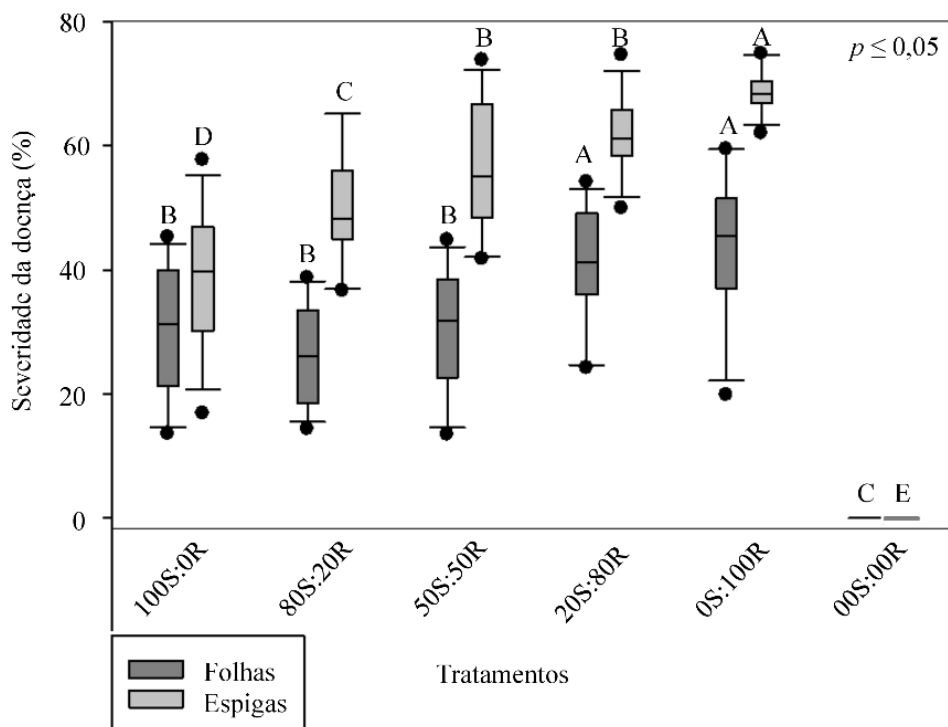 80
60
40
20
0
Severidade da doença (%)
p ≤ 0,05
B
D
B
C
B
B
A
B
A
A
C
E
100S:0R
80S:20R
50S:50R
20S:80R
0S:100R
00S:00R
Tratamentos
Folhas
Espigas